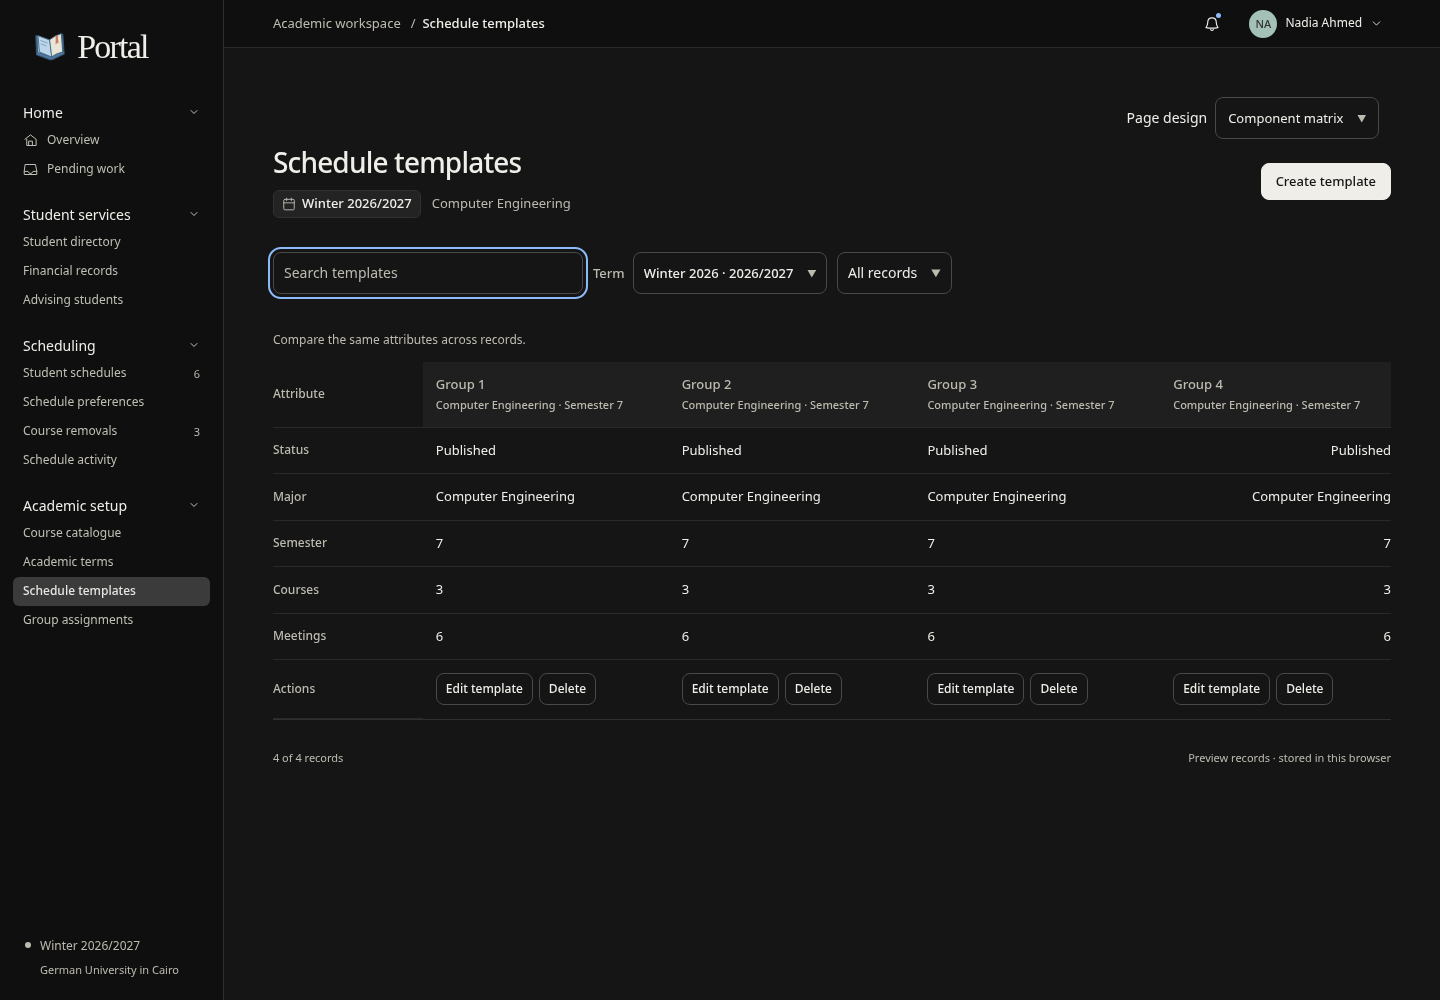 Portal
Academic workspace / Schedule templates
NA Nadia Ahmed
Home
Overview
Pending work
Student services
Student directory
Financial records
Advising students
Scheduling
Student schedules 6
Schedule preferences
Course removals 3
Schedule activity
Academic setup
Course catalogue
Academic terms
Schedule templates
Group assignments
Winter 2026/2027
German University in Cairo
Page design Component matrix
Schedule templates
Create template
Winter 2026/2027 Computer Engineering
Search templates Term Winter 2026 · 2026/2027 All records
Compare the same attributes across records.
Attribute Group 1 Group 2 Group 3 Group 4
Computer Engineering · Semester 7 Computer Engineering · Semester 7 Computer Engineering · Semester 7 Computer Engineering · Semester 7
Status Published Published Published Published
Major Computer Engineering Computer Engineering Computer Engineering Computer Engineering
Semester 7 7 7 7
Courses 3 3 3 3
Meetings 6 6 6 6
Actions Edit template Delete Edit template Delete Edit template Delete Edit template Delete
4 of 4 records Preview records · stored in this browser